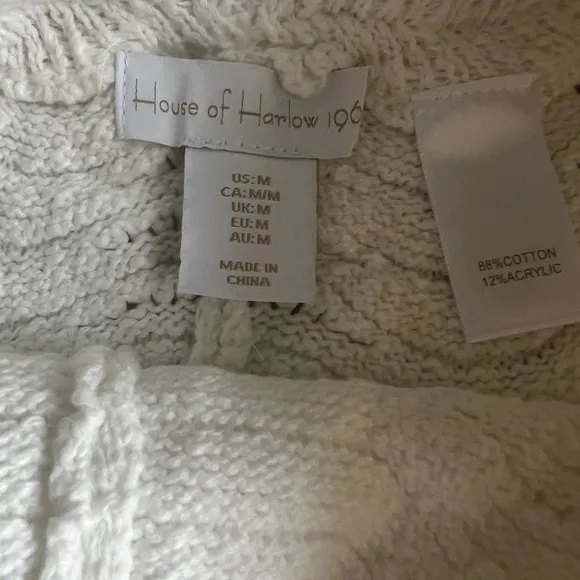 House of Harlow 196
US: M
CA: M/M
UK: M
EU: M
AU: M
MADE IN
CHINA
88%COTTON
12%ACRYLIC